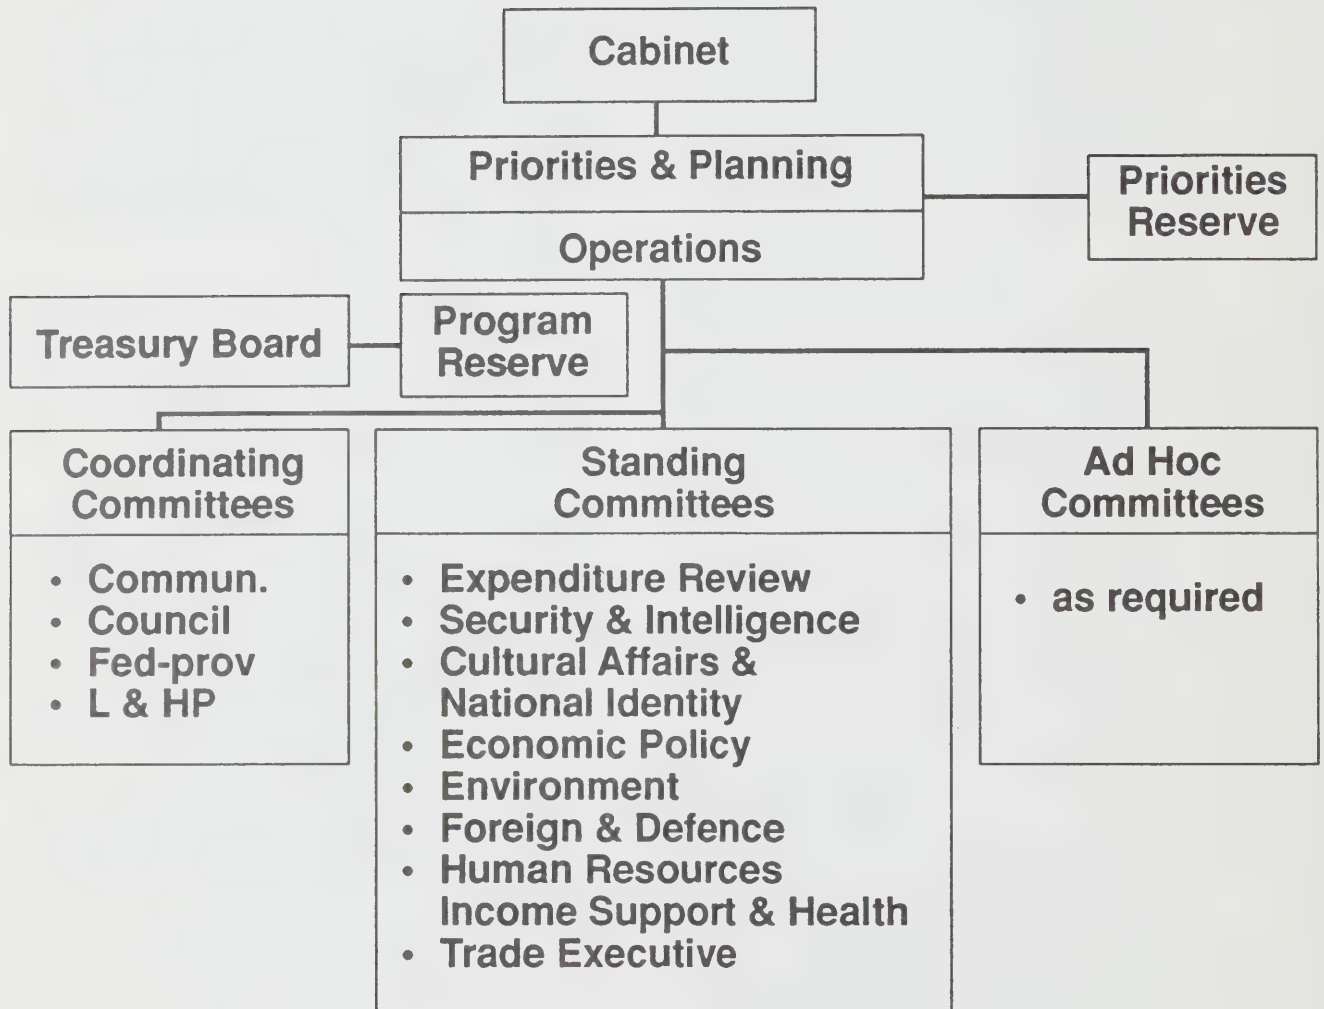 Cabinet
Priorities & Planning
Operations
Priorities
Reserve
Treasury Board
Program
Reserve
Coordinating
Committees
• Commun.
• Council
• Fed-prov
• L & HP
Standing
Committees
• Expenditure Review
• Security & Intelligence
• Cultural Affairs &
National Identity
• Economic Policy
• Environment
• Foreign & Defence
• Human Resources
Income Support & Health
• Trade Executive
Ad Hoc
Committees
• as required